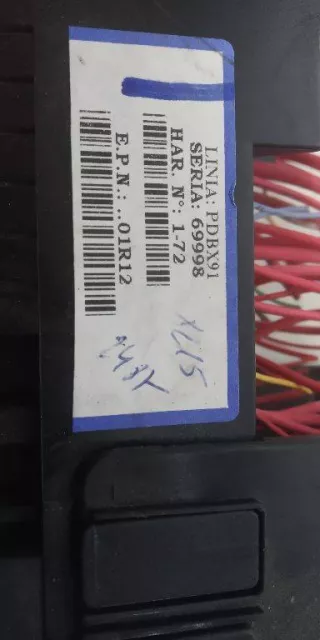 LINIA: PDBX91
SERIA: 69998
HAR. N°: 1-72
E.P.N.: ..01R12